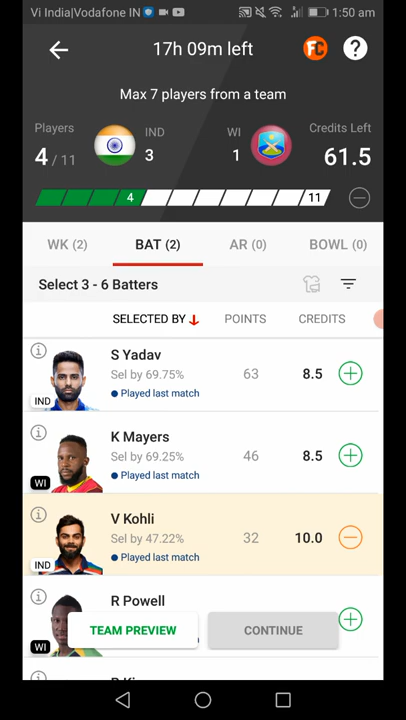 Vi India|Vodafone IN
1:50 am
17h 09m left
FC
?
Max 7 players from a team
Players
4/11
IND
3
WI
1
Credits Left
61.5
4
11
WK (2)
BAT (2)
AR (0)
BOWL (0)
Select 3 - 6 Batters
SELECTED BY
POINTS
CREDITS
S Yadav
Sel by 69.75%
63
8.5
Played last match
IND
K Mayers
Sel by 69.25%
46
8.5
Played last match
WI
V Kohli
Sel by 47.22%
32
10.0
Played last match
IND
R Powell
WI
TEAM PREVIEW
CONTINUE